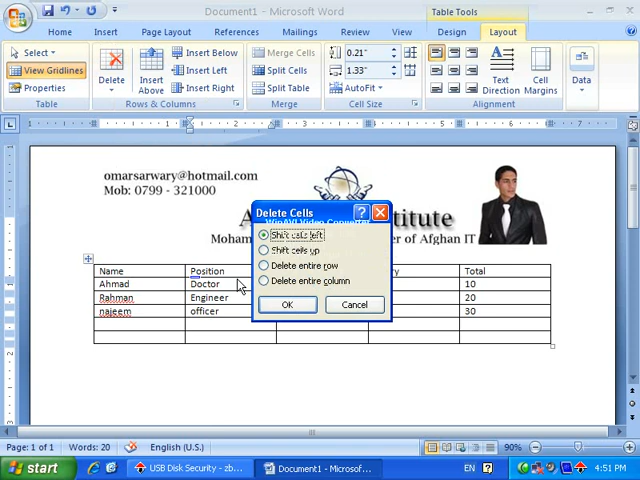 Document1 - Microsoft Word
Table Tools
Home Insert Page Layout References Mailings Review View Design Layout
Select
View Gridlines
Properties
Table
Delete
Insert Above
Insert Below
Insert Left
Insert Right
Rows & Columns
Merge Cells
Split Cells
Split Table
Merge
0.21"
1.33"
AutoFit
Cell Size
Text Direction
Cell Margins
Alignment
Data
omarsarwary@hotmail.com
Mob: 0799 - 321000
WinAVI Video Converter
Delete Cells
Shift cells left
Shift cells up
Delete entire row
Delete entire column
OK Cancel
Name Position Total
Ahmad Doctor 10
Rahman Engineer 20
najeem officer 30
Page: 1 of 1 Words: 20 English (U.S.) 90%
start USB Disk Security - zb... Document1 - Microsof... EN 4:51 PM